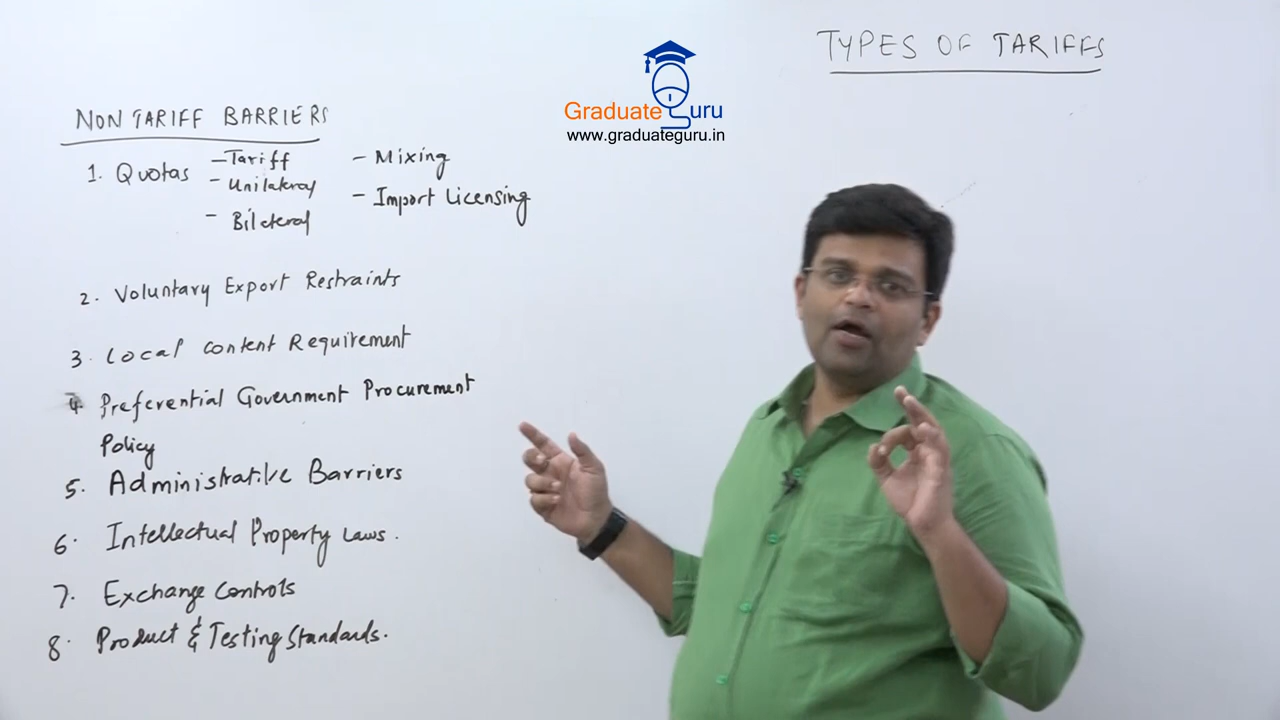 TYPES OF TARIFFS
Graduate Guru
www.graduateguru.in
NON TARIFF BARRIERS
1. Quotas - Tariff - Mixing
- Unilateral - Import Licensing
- Bilateral
2. Voluntary Export Restraints
3. Local Content Requirement
4. Preferential Government Procurement
Policy
5. Administrative Barriers
6. Intellectual Property Laws.
7. Exchange Controls
8. Product & Testing Standards.